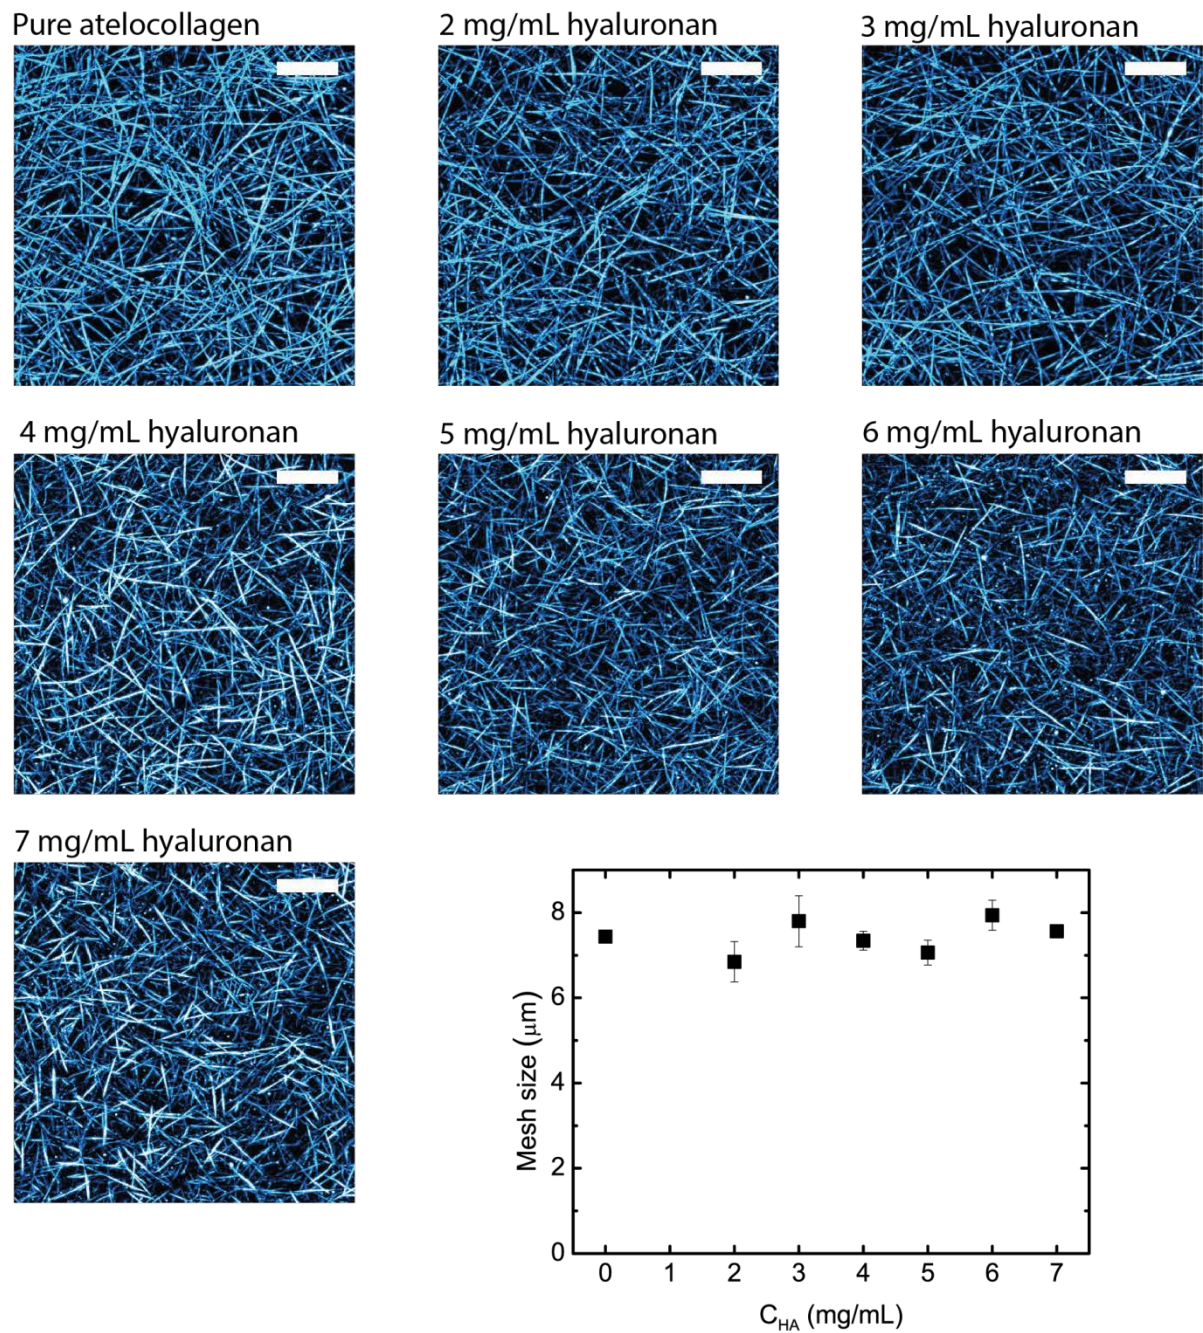 Pure atelocollagen
2 mg/mL hyaluronan
3 mg/mL hyaluronan
4 mg/mL hyaluronan
5 mg/mL hyaluronan
6 mg/mL hyaluronan
7 mg/mL hyaluronan
Mesh size (μm)
8
6
4
2
0
0 1 2 3 4 5 6 7
C_HA (mg/mL)